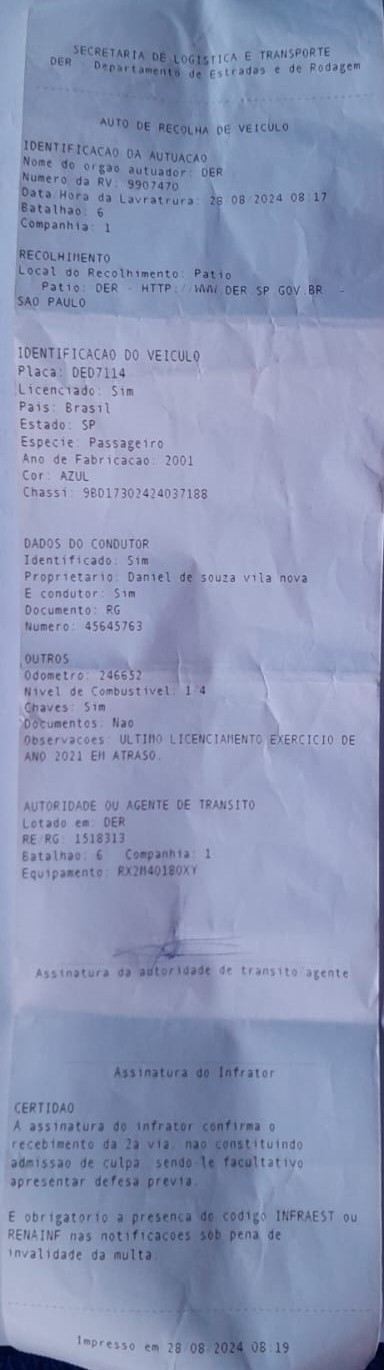 SECRETARIA DE LOGISTICA E TRANSPORTE
DER - Departamento de Estradas e de Rodagem
AUTO DE RECOLHA DE VEICULO
IDENTIFICACAO DA AUTUACAO
Nome do orgao autuador: DER
Numero da RV: 9907470
Data/Hora da Lavratrura: 28/08/2024 08:17
Batalhao: 6
Companhia: 1
RECOLHIMENTO
Local do Recolhimento: Patio
Patio: DER - HTTP://WWW.DER.SP.GOV.BR -
SAO PAULO
IDENTIFICACAO DO VEICULO
Placa: DED7114
Licenciado: Sim
Pais: Brasil
Estado: SP
Especie: Passageiro
Ano de Fabricacao: 2001
Cor: AZUL
Chassi: 9BD17302424037188
DADOS DO CONDUTOR
Identificado: Sim
Proprietario: Daniel de souza vila nova
E condutor: Sim
Documento: RG
Numero: 45645763
OUTROS
Odometro: 246652
Nivel de Combustivel: 1/4
Chaves: Sim
Documentos: Nao
Observacoes: ULTIMO LICENCIAMENTO EXERCICIO DE
ANO 2021 EM ATRASO.
AUTORIDADE OU AGENTE DE TRANSITO
Lotado em: DER
RE/RG: 1518313
Batalhao: 6 Companhia: 1
Equipamento: RX2M40180XY
Assinatura da autoridade de transito/agente
Assinatura do Infrator
CERTIDAO
A assinatura do infrator confirma o
recebimento da 2a via, nao constituindo
admissao de culpa, sendo-le facultativo
apresentar defesa previa.
E obrigatorio a presenca do codigo INFRAEST ou
RENAINF nas notificacoes sob pena de
invalidade da multa.
Impresso em 28/08/2024 08:19